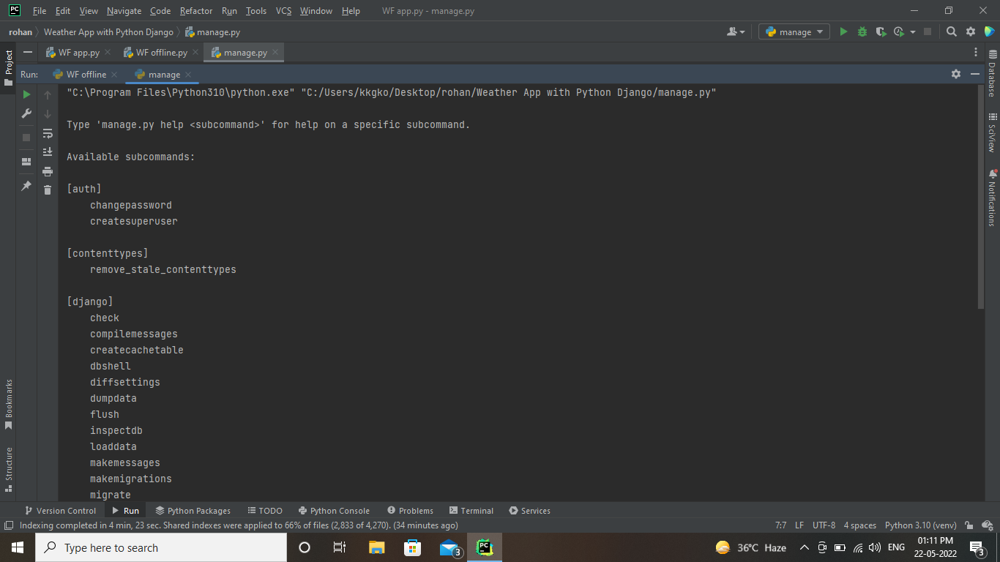 PC File Edit View Navigate Code Refactor Run Tools VCS Window Help WF app.py - manage.py
rohan Weather App with Python Django manage.py manage
WF app.py WF offline.py manage.py
Run: WF offline manage
"C:\Program Files\Python310\python.exe" "C:/Users/kkgko/Desktop/rohan/Weather App with Python Django/manage.py"
Type 'manage.py help <subcommand>' for help on a specific subcommand.
Available subcommands:
[auth]
changepassword
createsuperuser
[contenttypes]
remove_stale_contenttypes
[django]
check
compilemessages
createcachetable
dbshell
diffsettings
dumpdata
flush
inspectdb
loaddata
makemessages
makemigrations
migrate
Project
Bookmarks
Structure
Database
SciView
Notifications
Version Control Run Python Packages TODO Python Console Problems Terminal Services
Indexing completed in 4 min, 23 sec. Shared indexes were applied to 66% of files (2,833 of 4,270). (34 minutes ago) 7:7 LF UTF-8 4 spaces Python 3.10 (venv)
Type here to search 3 PC 36°C Haze ENG 01:11 PM
22-05-2022 3